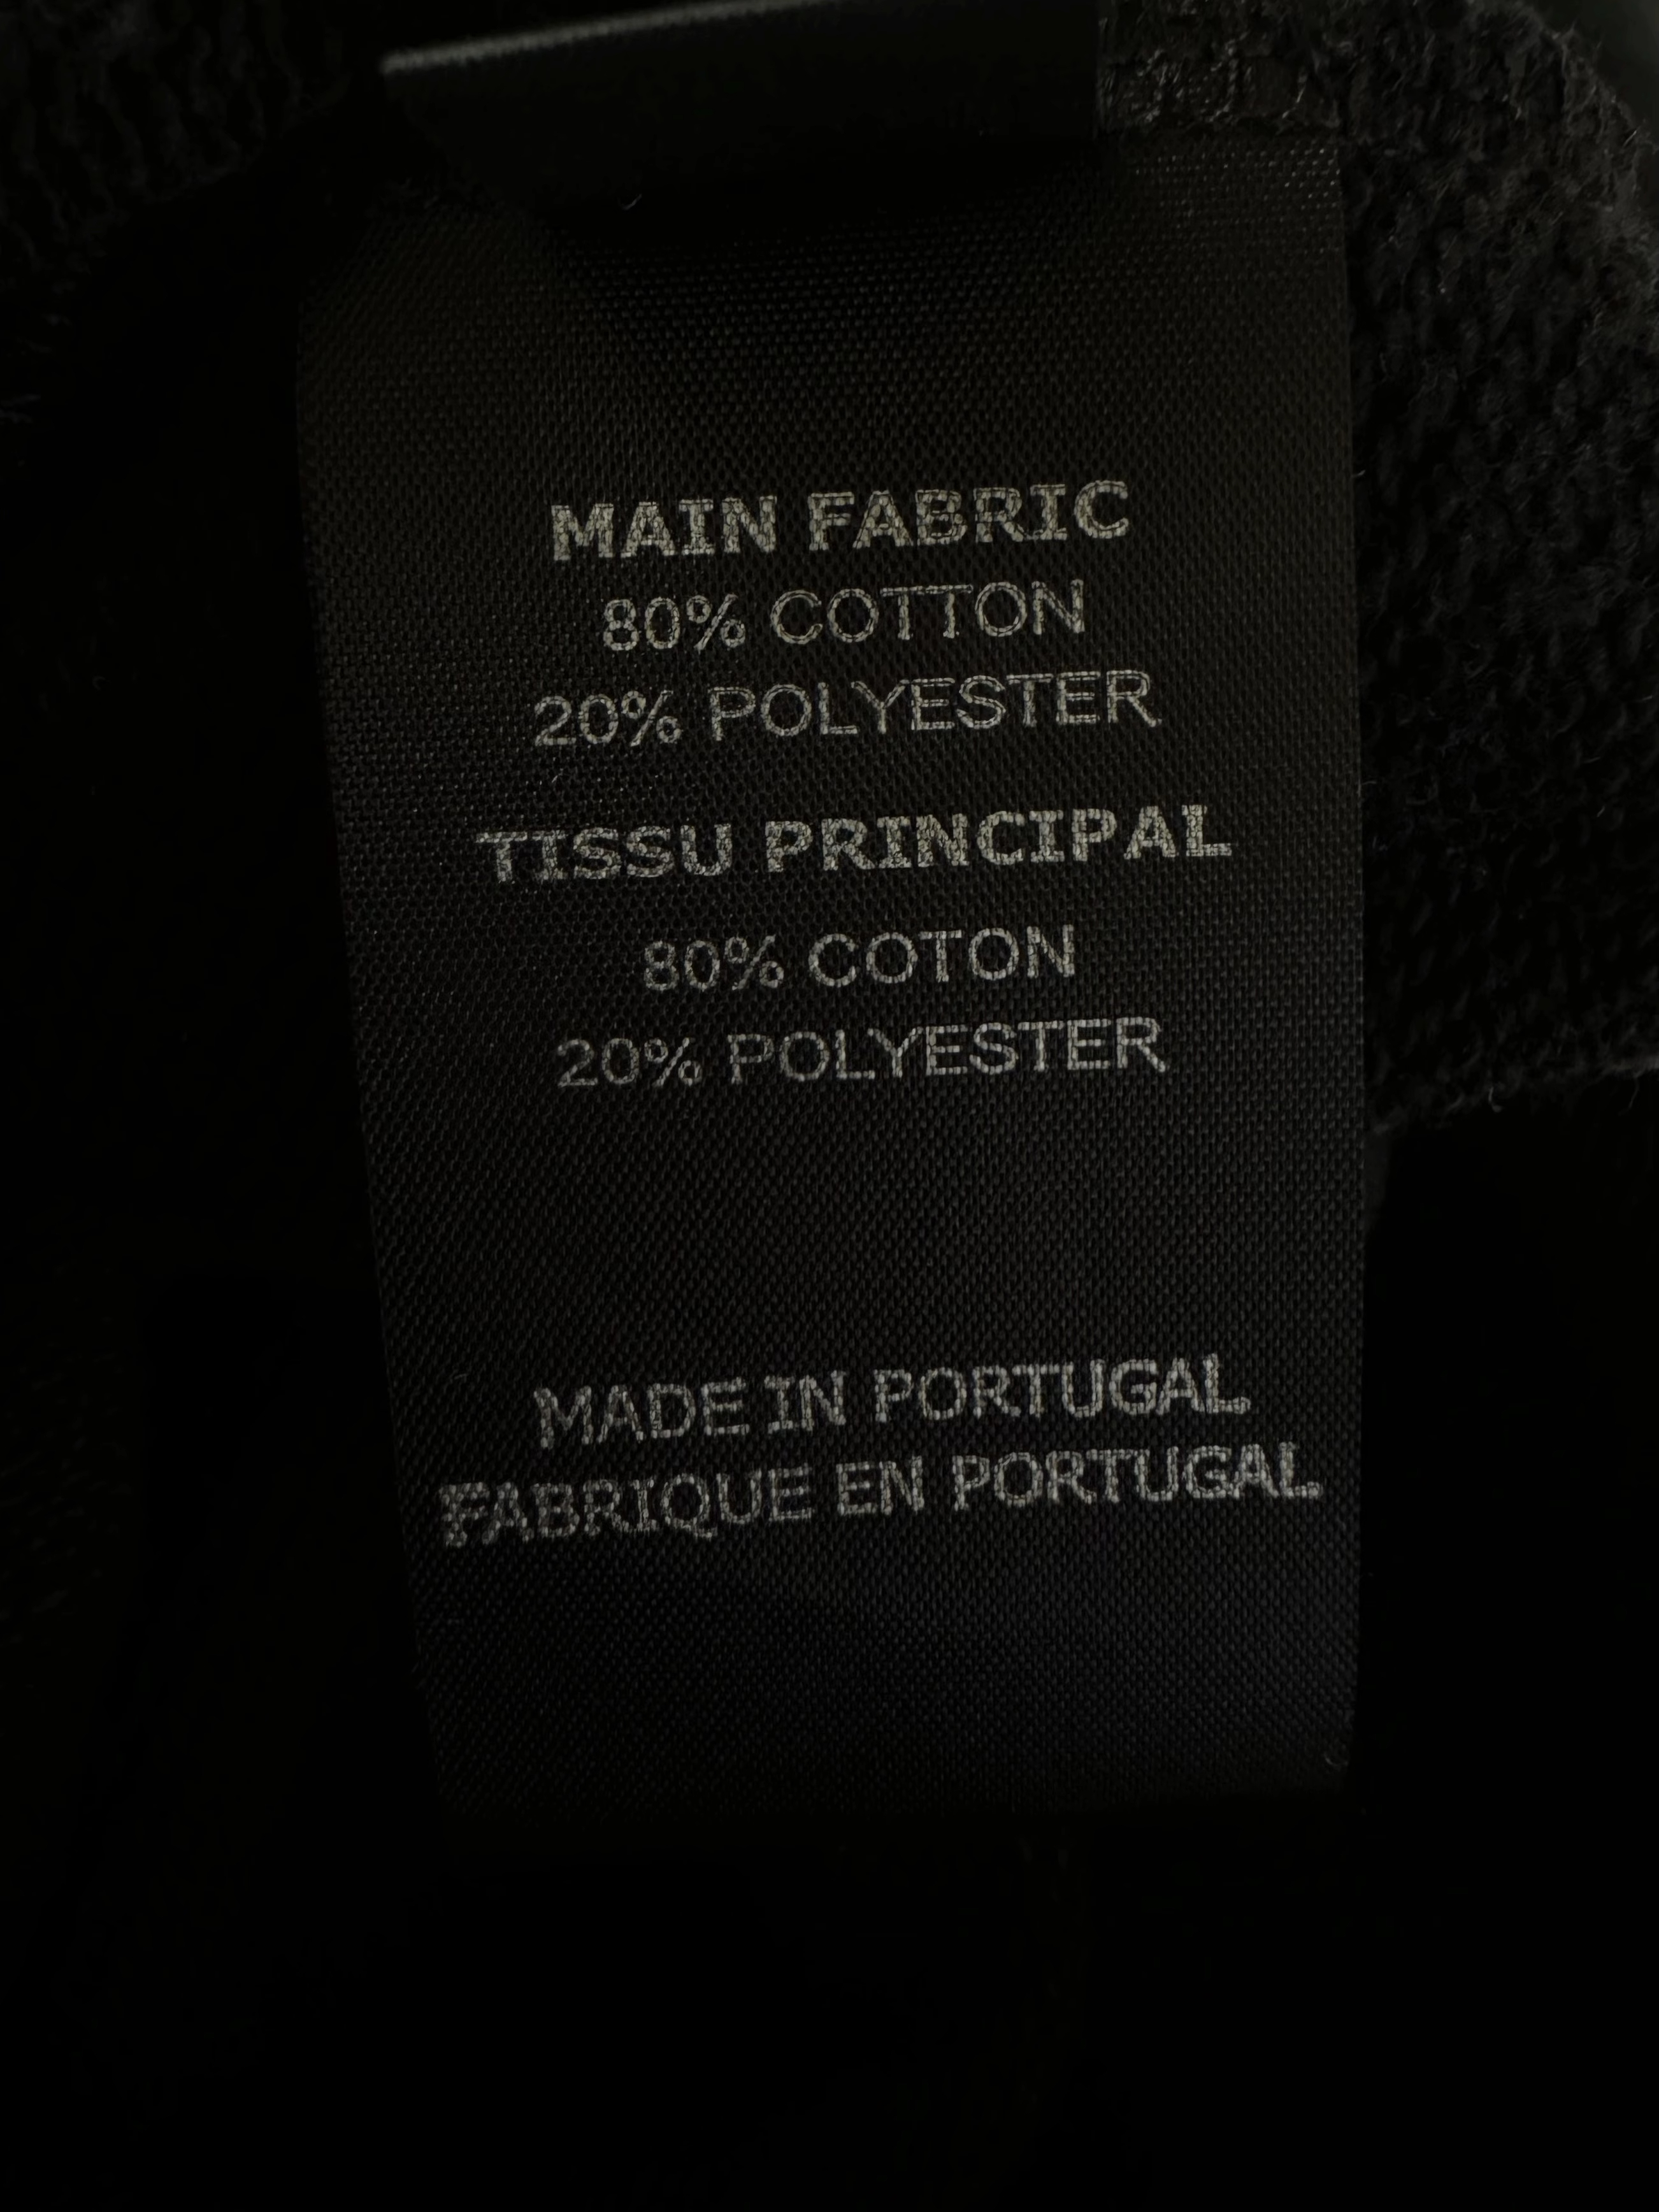 MAIN FABRIC
80% COTTON
20% POLYESTER
TISSU PRINCIPAL
80% COTON
20% POLYESTER
MADE IN PORTUGAL
FABRIQUE EN PORTUGAL